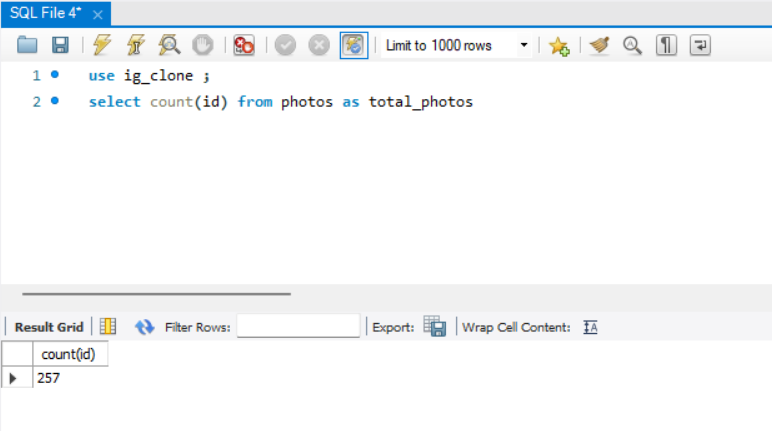 SQL File 4*
Limit to 1000 rows
1 use ig_clone ;
2 select count(id) from photos as total_photos
Result Grid Filter Rows: Export: Wrap Cell Content: IA
count(id)
257